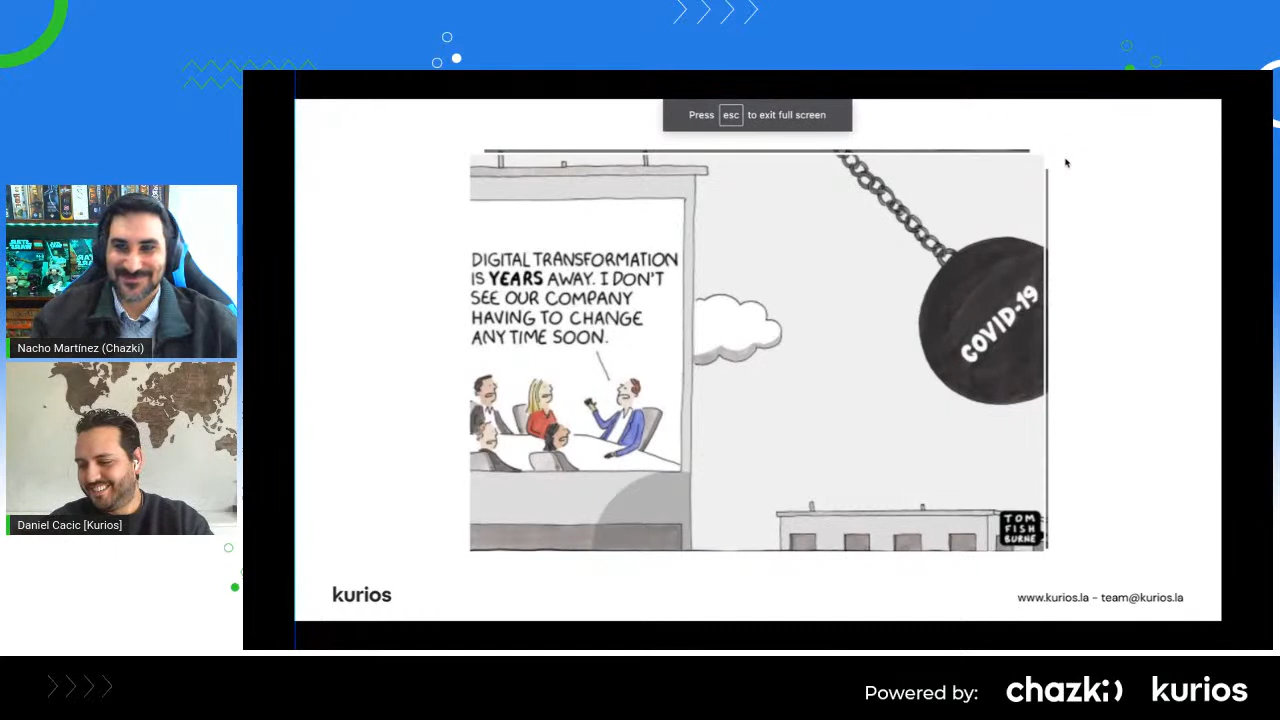 Press esc to exit full screen
DIGITAL TRANSFORMATION
IS YEARS AWAY. I DON'T
SEE OUR COMPANY
HAVING TO CHANGE
ANY TIME SOON.
COVID-19
TOM
FISH
BURNE
Nacho Martínez (Chazki)
Daniel Cacic [Kurios]
kurios
www.kurios.la - team@kurios.la
Powered by: chazki kurios